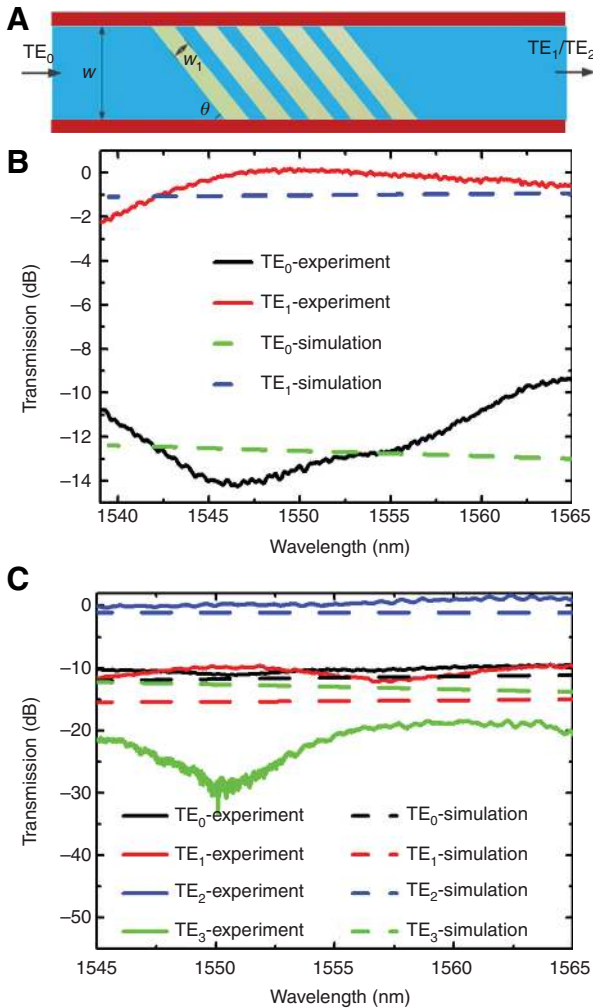 A
TE0
w
w1
θ
TE1/TE2
B
Transmission (dB)
0
−2
−4
−6
−8
−10
−12
−14
TE0-experiment
TE1-experiment
TE0-simulation
TE1-simulation
1540 1545 1550 1555 1560 1565
Wavelength (nm)
C
Transmission (dB)
0
−10
−20
−30
−40
−50
TE0-experiment TE0-simulation
TE1-experiment TE1-simulation
TE2-experiment TE2-simulation
TE3-experiment TE3-simulation
1545 1550 1555 1560 1565
Wavelength (nm)